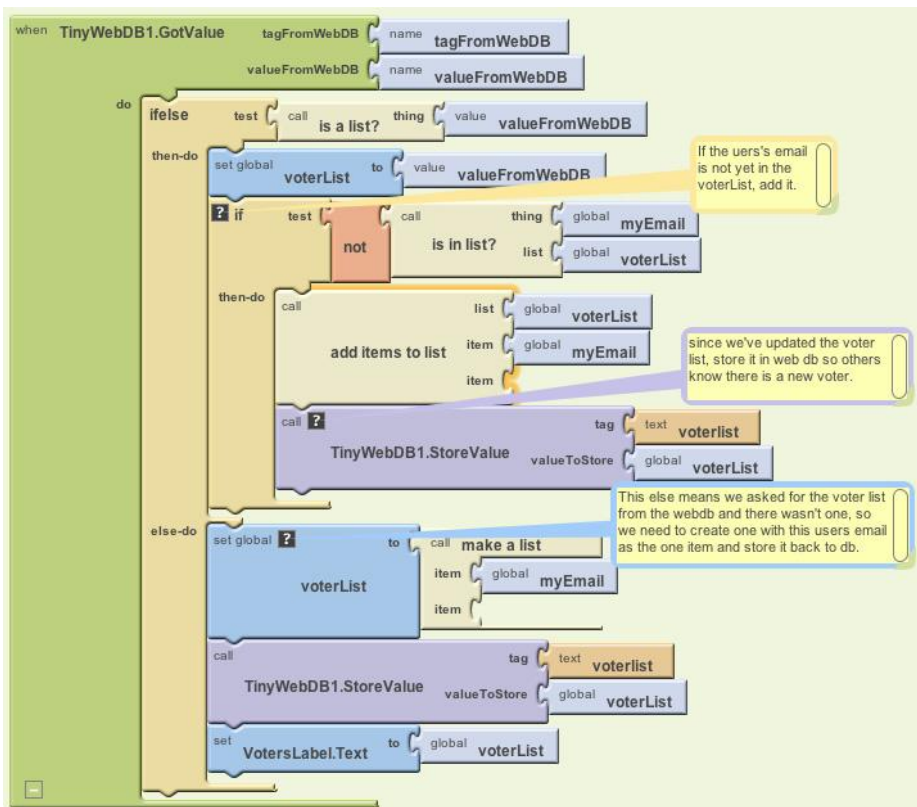 when TinyWebDB1.GotValue tagFromWebDB name tagFromWebDB
valueFromWebDB name valueFromWebDB
do ifelse test call is a list? thing value valueFromWebDB
then-do set global voterList to value valueFromWebDB
If the uers's email
is not yet in the
voterList, add it.
? if test not call is in list? thing global myEmail
list global voterList
then-do call add items to list list global voterList
item global myEmail
item
since we've updated the voter
list, store it in web db so others
know there is a new voter.
call ? TinyWebDB1.StoreValue tag text voterlist
valueToStore global voterList
This else means we asked for the voter list
from the webdb and there wasn't one, so
we need to create one with this users email
as the one item and store it back to db.
else-do set global ? voterList to call make a list
item global myEmail
item
call TinyWebDB1.StoreValue tag text voterlist
valueToStore global voterList
set VotersLabel.Text to global voterList